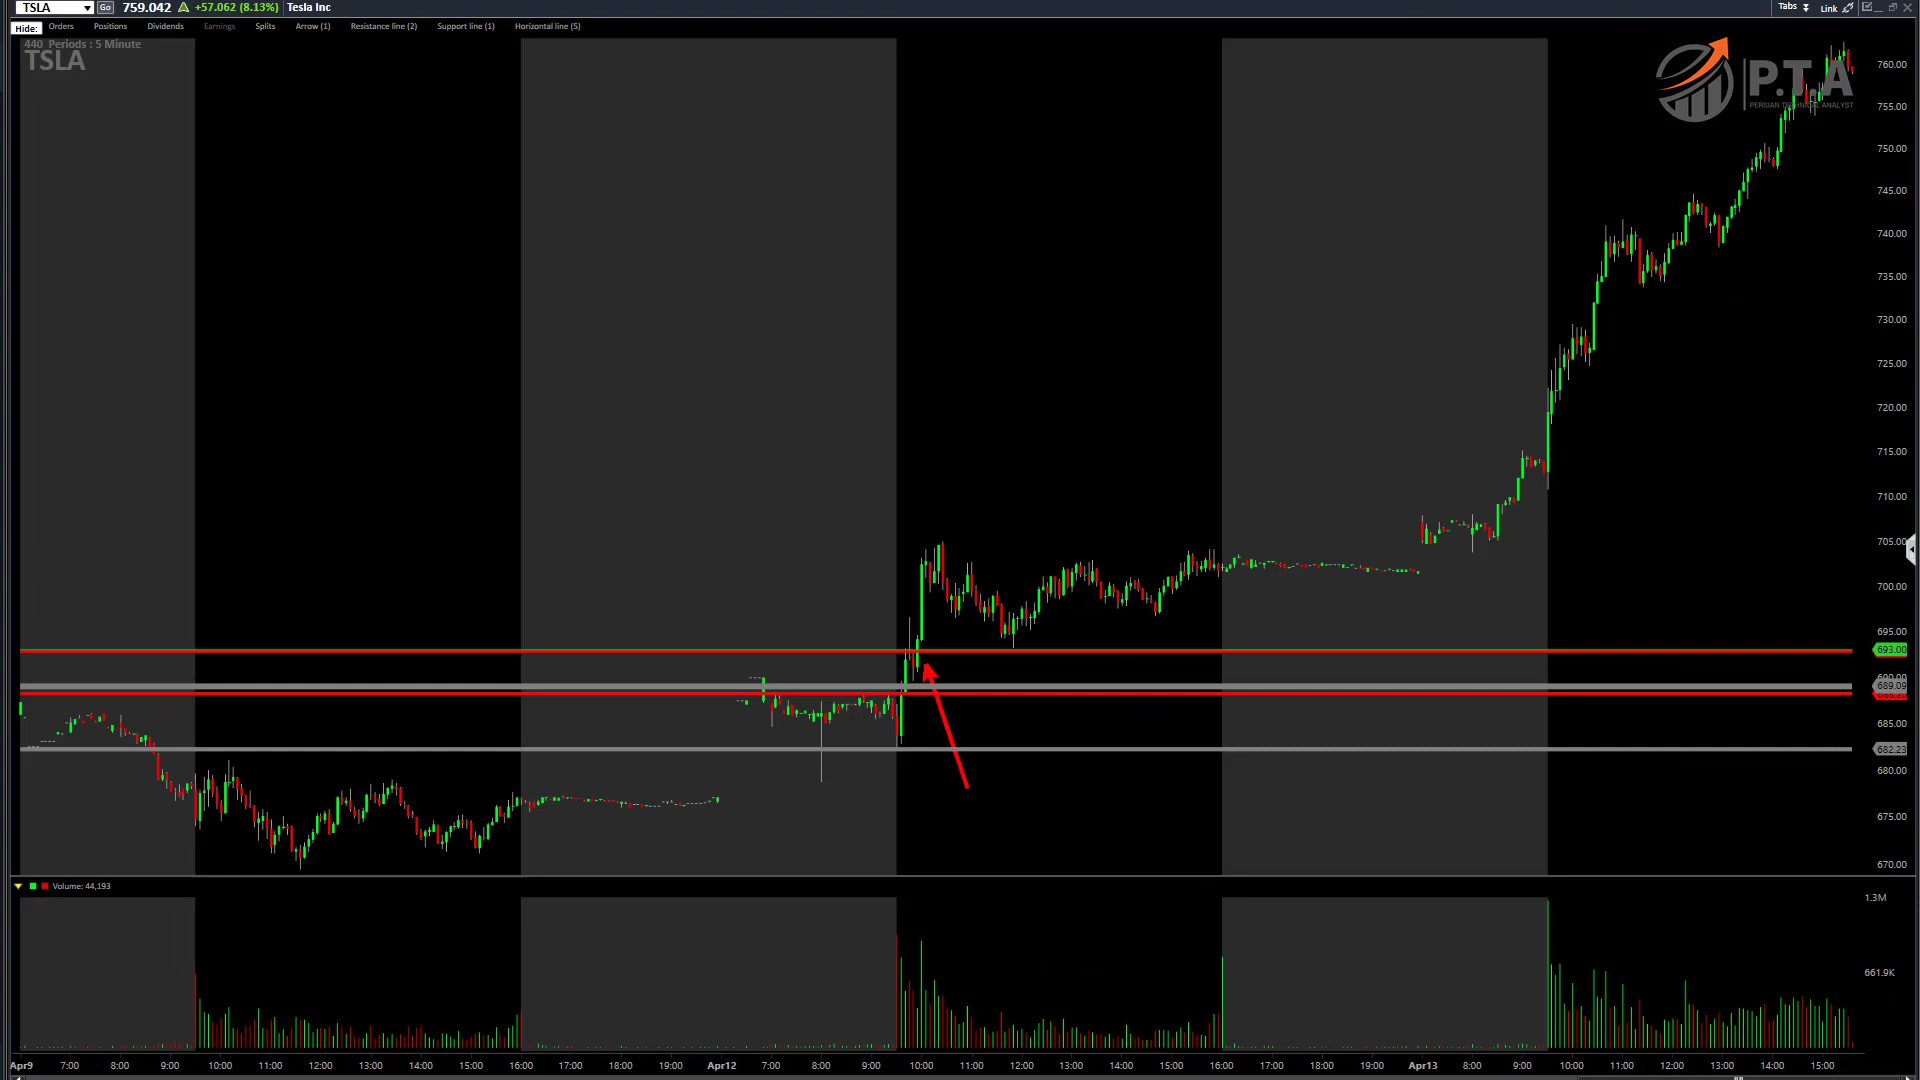 TSLA Go 759.042 +57.062 (8.13%) Tesla Inc Tabs Link
Hide: Orders Positions Dividends Earnings Splits Arrow (1) Resistance line (2) Support line (1) Horizontal line (5)
440 Periods : 5 Minute
TSLA
P.T.A
PERSIAN TECHNICAL ANALYST
760.00
755.00
750.00
745.00
740.00
735.00
730.00
725.00
720.00
715.00
710.00
705.00
700.00
695.00
693.00
690.00
689.09
685.00
682.23
680.00
675.00
670.00
Volume: 44,193
1.3M
661.9K
Apr9 7:00 8:00 9:00 10:00 11:00 12:00 13:00 14:00 15:00 16:00 17:00 18:00 19:00 Apr12 7:00 8:00 9:00 10:00 11:00 12:00 13:00 14:00 15:00 16:00 17:00 18:00 19:00 Apr13 8:00 9:00 10:00 11:00 12:00 13:00 14:00 15:00